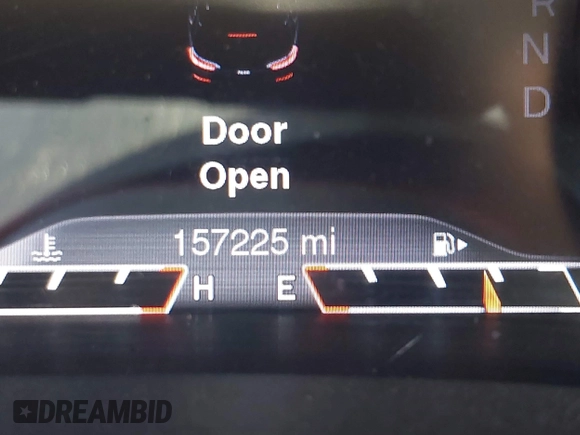 R
N
D
Door
Open
157225 mi
H E
DREAMBID